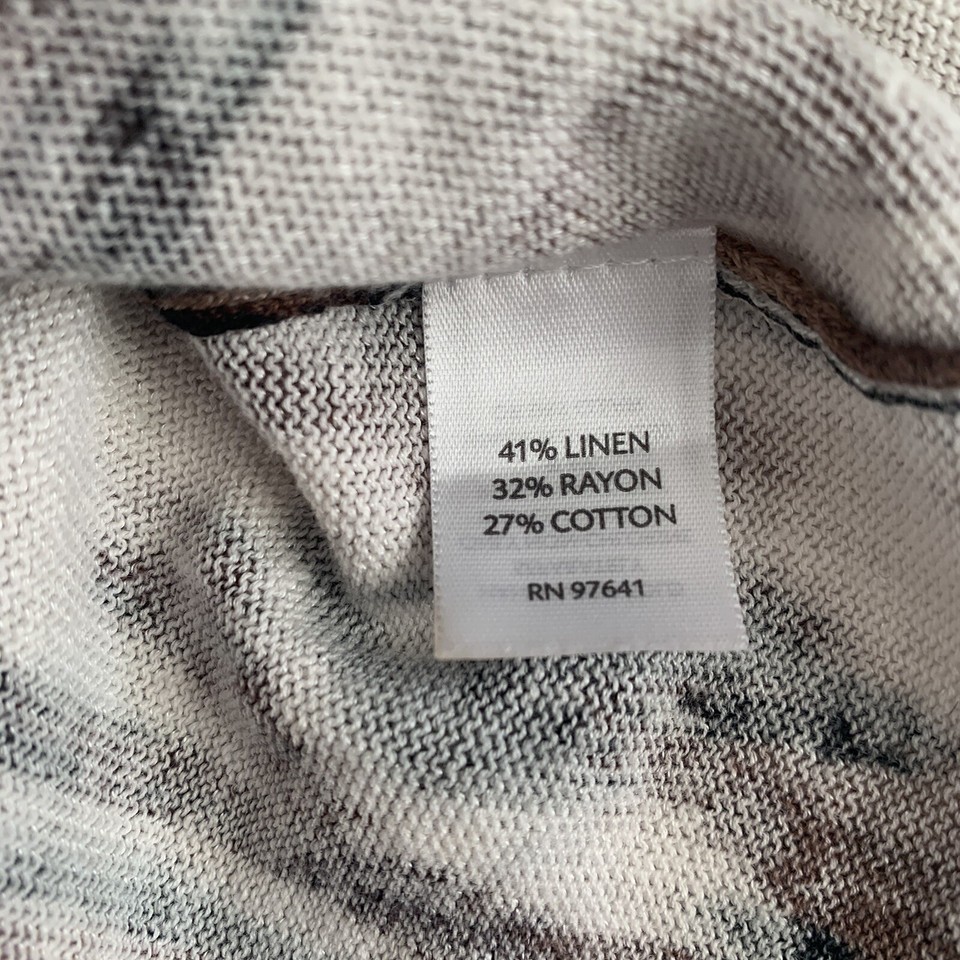 41% LINEN
32% RAYON
27% COTTON
RN 97641